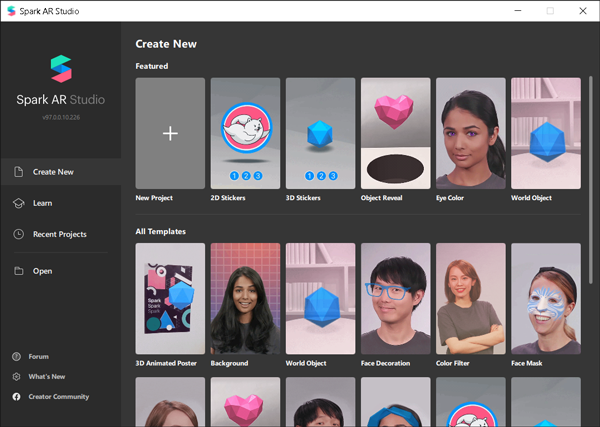 Spark AR Studio
Spark AR Studio
v97.0.0.10.226
Create New
Learn
Recent Projects
Open
Forum
What's New
Creator Community
Create New
Featured
1 2 3
1 2 3
New Project
2D Stickers
3D Stickers
Object Reveal
Eye Color
World Object
All Templates
Spark
Spark
Spark
3D Animated Poster
Background
World Object
Face Decoration
Color Filter
Face Mask